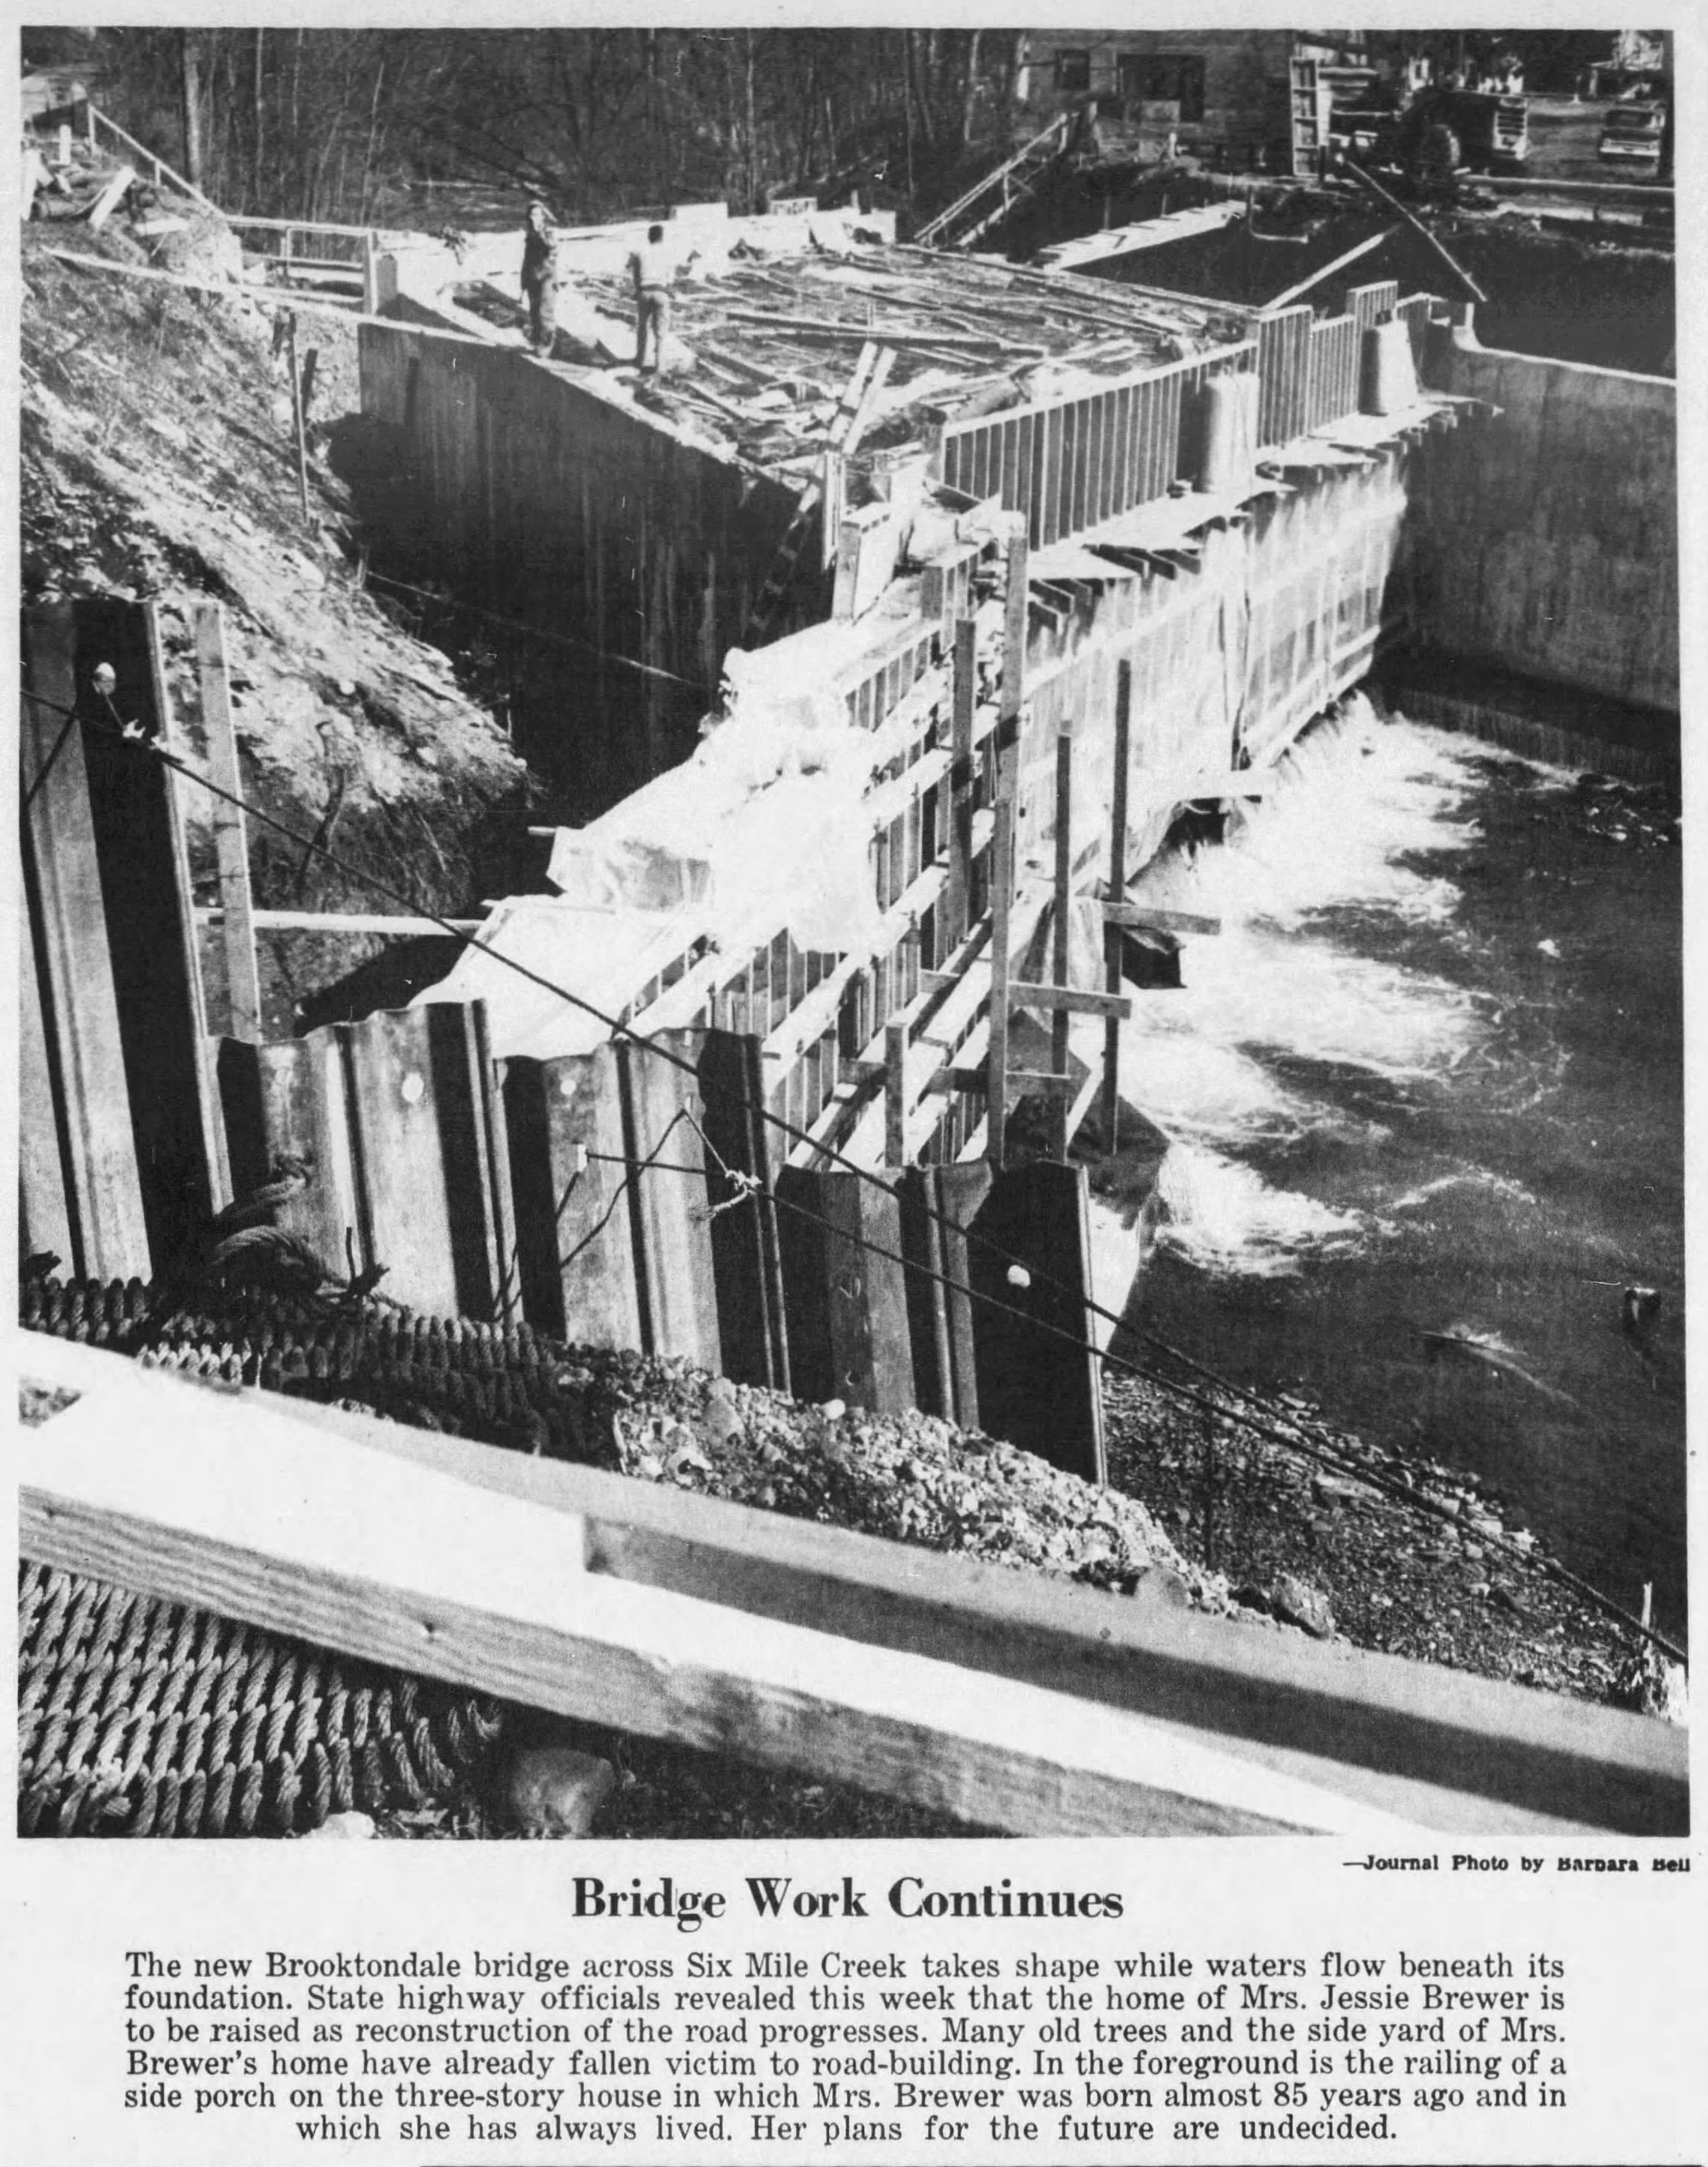 —Journal Photo by Barbara Bell
Bridge Work Continues
The new Brooktondale bridge across Six Mile Creek takes shape while waters flow beneath its
foundation. State highway officials revealed this week that the home of Mrs. Jessie Brewer is
to be raised as reconstruction of the road progresses. Many old trees and the side yard of Mrs.
Brewer's home have already fallen victim to road-building. In the foreground is the railing of a
side porch on the three-story house in which Mrs. Brewer was born almost 85 years ago and in
which she has always lived. Her plans for the future are undecided.